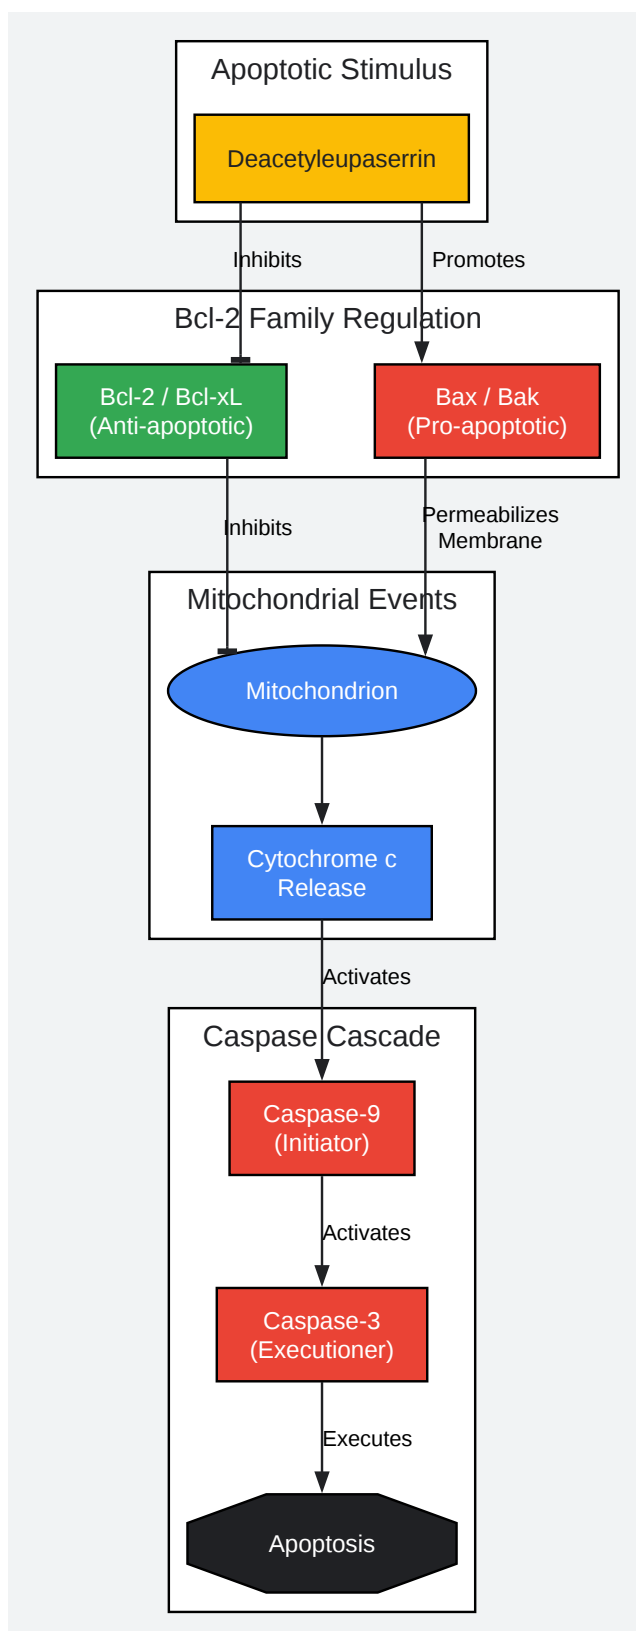 Apoptotic Stimulus
Deacetyleupaserrin
Inhibits
Promotes
Bcl-2 Family Regulation
Bcl-2 / Bcl-xL
(Anti-apoptotic)
Bax / Bak
(Pro-apoptotic)
Inhibits
Permeabilizes
Membrane
Mitochondrial Events
Mitochondrion
Cytochrome c
Release
Activates
Caspase Cascade
Caspase-9
(Initiator)
Activates
Caspase-3
(Executioner)
Executes
Apoptosis